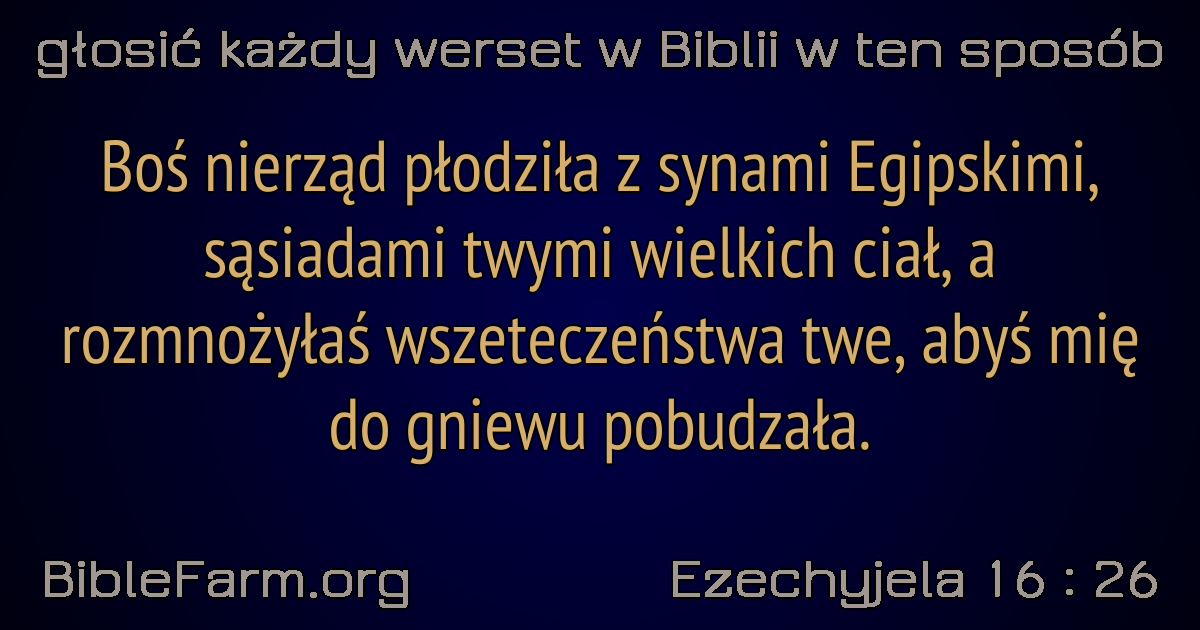 głosić każdy werset w Biblii w ten sposób
Boś nierząd płodziła z synami Egipskimi,
sąsiadami twymi wielkich ciał, a
rozmnożyłaś wszeteczeństwa twe, abyś mię
do gniewu pobudzała.
BibleFarm.org
Ezechyjela 16 : 26